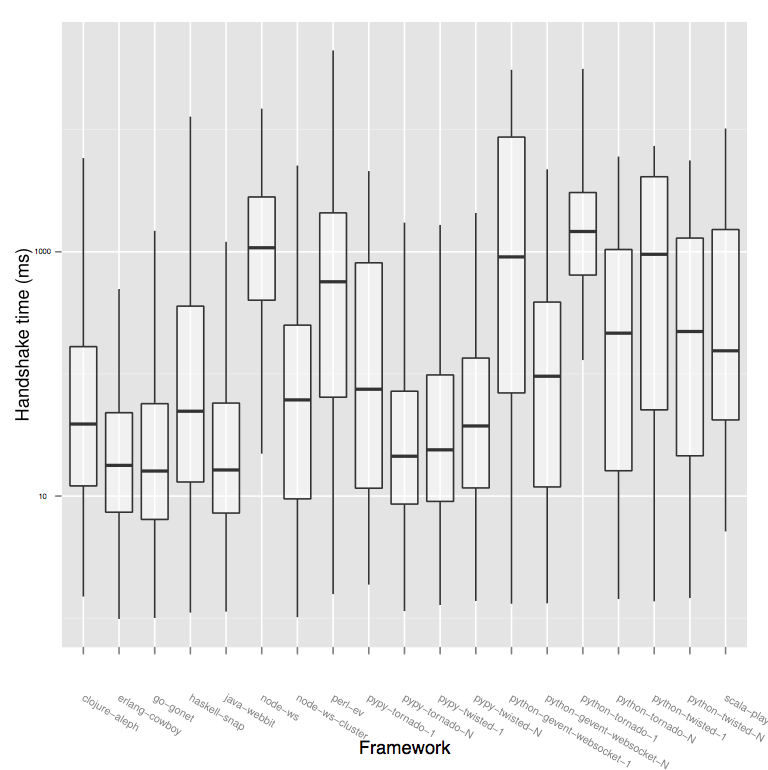 Handshake time (ms)
1000
10
clojure−aleph
erlang−cowboy
go−gonet
haskell−snap
java−webbit
node−ws
node−ws−cluster
perl−ev
pypy−tornado−1
pypy−tornado−N
pypy−twisted−1
pypy−twisted−N
python−gevent−websocket−1
python−gevent−websocket−N
python−tornado−1
python−tornado−N
python−twisted−1
python−twisted−N
scala−play
Framework